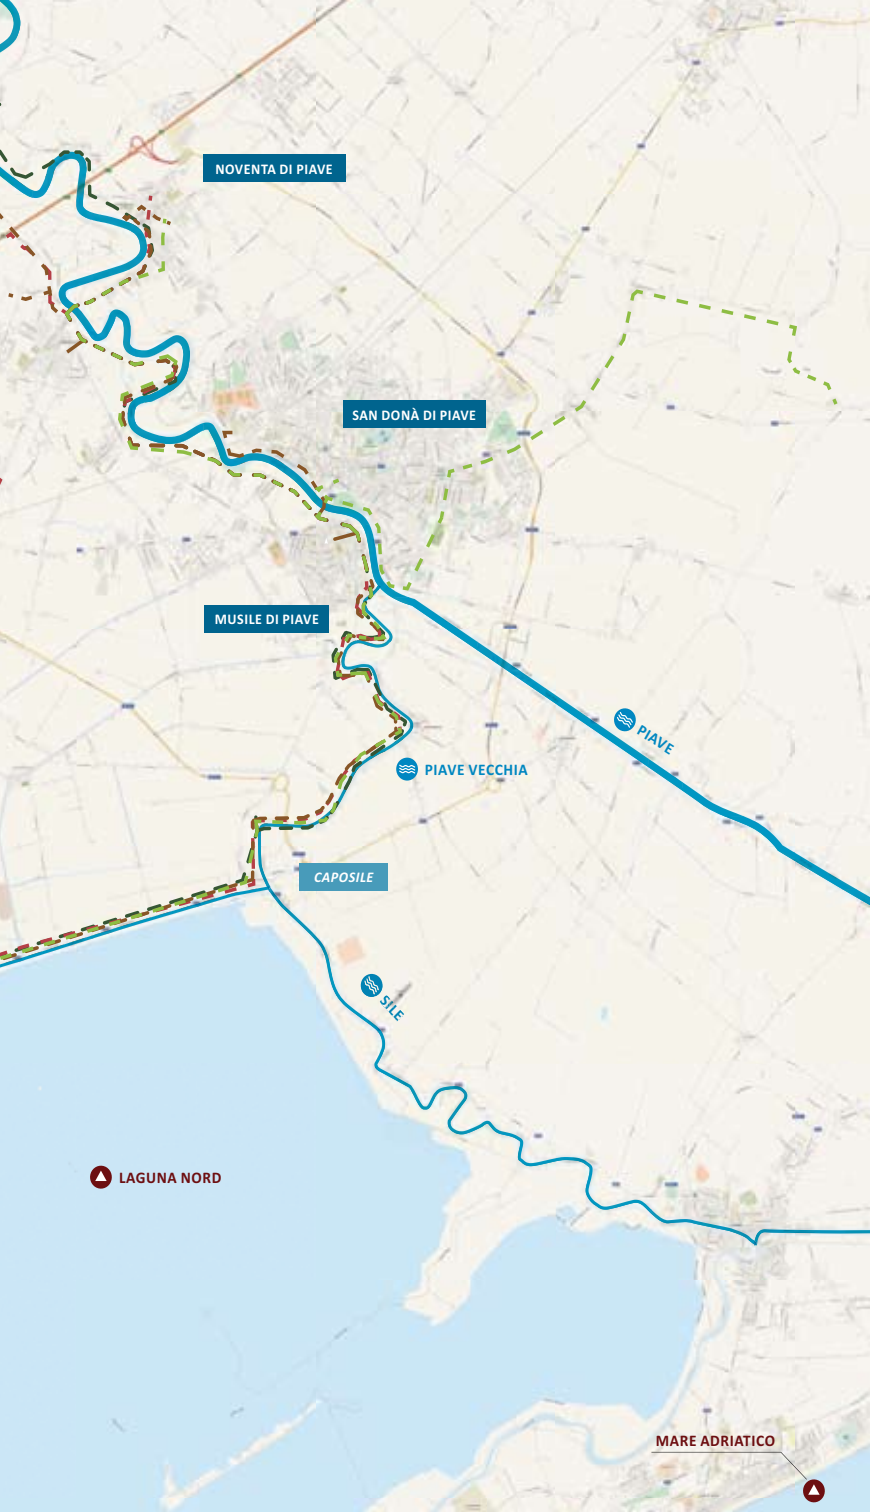 NOVENTA DI PIAVE
SAN DONÀ DI PIAVE
MUSILE DI PIAVE
PIAVE
PIAVE VECCHIA
CAPOSILE
SILE
LAGUNA NORD
MARE ADRIATICO